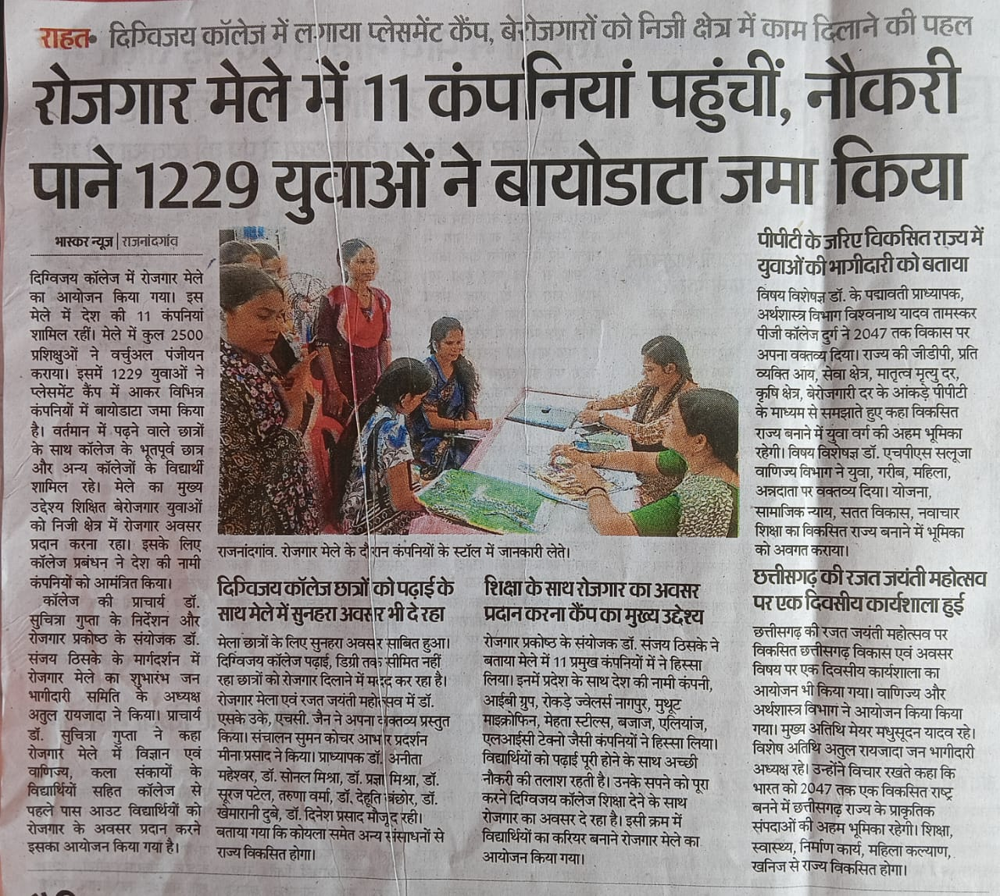 राहत• दिग्विजय कॉलेज में लगाया प्लेसमेंट कैंप, बेरोजगारों को निजी क्षेत्र में काम दिलाने की पहल
रोजगार मेले में 11 कंपनियां पहुंचीं, नौकरी
पाने 1229 युवाओं ने बायोडाटा जमा किया
भास्कर न्यूज | राजनांदगांव
दिग्विजय कॉलेज में रोजगार मेले
का आयोजन किया गया। इस
मेले में देश की 11 कंपनियां
शामिल रहीं। मेले में कुल 2500
प्रशिक्षुओं ने वर्चुअल पंजीयन
कराया। इसमें 1229 युवाओं ने
प्लेसमेंट कैंप में आकर विभिन्न
कंपनियों में बायोडाटा जमा किया
है। वर्तमान में पढ़ने वाले छात्रों
के साथ कॉलेज के भूतपूर्व छात्र
और अन्य कॉलेजों के विद्यार्थी
शामिल रहे। मेले का मुख्य
उद्देश्य शिक्षित बेरोजगार युवाओं
को निजी क्षेत्र में रोजगार अवसर
प्रदान करना रहा। इसके लिए
कॉलेज प्रबंधन ने देश की नामी
कंपनियों को आमंत्रित किया।
कॉलेज की प्राचार्य डॉ.
सुचित्रा गुप्ता के निर्देशन और
रोजगार प्रकोष्ठ के संयोजक डॉ.
संजय ठिसके के मार्गदर्शन में
रोजगार मेले का शुभारंभ जन
भागीदारी समिति के अध्यक्ष
अतुल रायजादा ने किया। प्राचार्य
डॉ. सुचित्रा गुप्ता ने कहा
रोजगार मेले में विज्ञान एवं
वाणिज्य, कला संकायों के
विद्यार्थियों सहित कॉलेज से
पहले पास आउट विद्यार्थियों को
रोजगार के अवसर प्रदान करने
इसका आयोजन किया गया है।
राजनांदगांव. रोजगार मेले के दौरान कंपनियों के स्टॉल में जानकारी लेते।
दिग्विजय कॉलेज छात्रों को पढ़ाई के
साथ मेले में सुनहरा अवसर भी दे रहा
मेला छात्रों के लिए सुनहरा अवसर साबित हुआ।
दिग्विजय कॉलेज पढ़ाई, डिग्री तक सीमित नहीं
रहा छात्रों को रोजगार दिलाने में मदद कर रहा है।
रोजगार मेला एवं रजत जयंती महोत्सव में डॉ.
एसके उके, एचसी. जैन ने अपना वक्तव्य प्रस्तुत
किया। संचालन सुमन कोचर आभार प्रदर्शन
मीना प्रसाद ने किया। प्राध्यापक डॉ. अनीता
महेश्वर, डॉ. सोनल मिश्रा, डॉ. प्रज्ञा मिश्रा, डॉ.
सूरज पटेल, तरुणा वर्मा, डॉ. देहूति बंछोर, डॉ.
खेमारानी दुबे, डॉ. दिनेश प्रसाद मौजूद रही।
बताया गया कि कोयला समेत अन्य संसाधनों से
राज्य विकसित होगा।
शिक्षा के साथ रोजगार का अवसर
प्रदान करना कैंप का मुख्य उद्देश्य
रोजगार प्रकोष्ठ के संयोजक डॉ. संजय ठिसके ने
बताया मेले में 11 प्रमुख कंपनियों में ने हिस्सा
लिया। इनमें प्रदेश के साथ देश की नामी कंपनी,
आईबी ग्रुप, रोकड़े ज्वेलर्स नागपुर, मुथूट
माइक्रोफिन, मेहता स्टील्स, बजाज, एलियांज,
एलआईसी टेक्नो जैसी कंपनियों ने हिस्सा लिया।
विद्यार्थियों को पढ़ाई पूरी होने के साथ अच्छी
नौकरी की तलाश रहती है। उनके सपने को पूरा
करने दिग्विजय कॉलेज शिक्षा देने के साथ
रोजगार का अवसर दे रहा है। इसी क्रम में
विद्यार्थियों का करियर बनाने रोजगार मेले का
आयोजन किया गया।
पीपीटी के जरिए विकसित राज्य में
युवाओं की भागीदारी को बताया
विषय विशेषज्ञ डॉ. के पद्मावती प्राध्यापक,
अर्थशास्त्र विभाग विश्वनाथ यादव तामस्कर
पीजी कॉलेज दुर्ग ने 2047 तक विकास पर
अपना वक्तव्य दिया। राज्य की जीडीपी, प्रति
व्यक्ति आय, सेवा क्षेत्र, मातृत्व मृत्यु दर,
कृषि क्षेत्र, बेरोजगारी दर के आंकड़े पीपीटी
के माध्यम से समझाते हुए कहा विकसित
राज्य बनाने में युवा वर्ग की अहम भूमिका
रहेगी। विषय विशेषज्ञ डॉ. एचपीएस सलूजा
वाणिज्य विभाग ने युवा, गरीब, महिला,
अन्नदाता पर वक्तव्य दिया। योजना,
सामाजिक न्याय, सतत विकास, नवाचार
शिक्षा का विकसित राज्य बनाने में भूमिका
को अवगत कराया।
छत्तीसगढ़ की रजत जयंती महोत्सव
पर एक दिवसीय कार्यशाला हुई
छत्तीसगढ़ की रजत जयंती महोत्सव पर
विकसित छत्तीसगढ़ विकास एवं अवसर
विषय पर एक दिवसीय कार्यशाला का
आयोजन भी किया गया। वाणिज्य और
अर्थशास्त्र विभाग ने आयोजन किया किया
गया। मुख्य अतिथि मेयर मधुसूदन यादव रहे।
विशेष अतिथि अतुल रायजादा जन भागीदारी
अध्यक्ष रहे। उन्होंने विचार रखते कहा कि
भारत को 2047 तक एक विकसित राष्ट्र
बनने में छत्तीसगढ़ राज्य के प्राकृतिक
संपदाओं की अहम भूमिका रहेगी। शिक्षा,
स्वास्थ्य, निर्माण कार्य, महिला कल्याण,
खनिज से राज्य विकसित होगा।